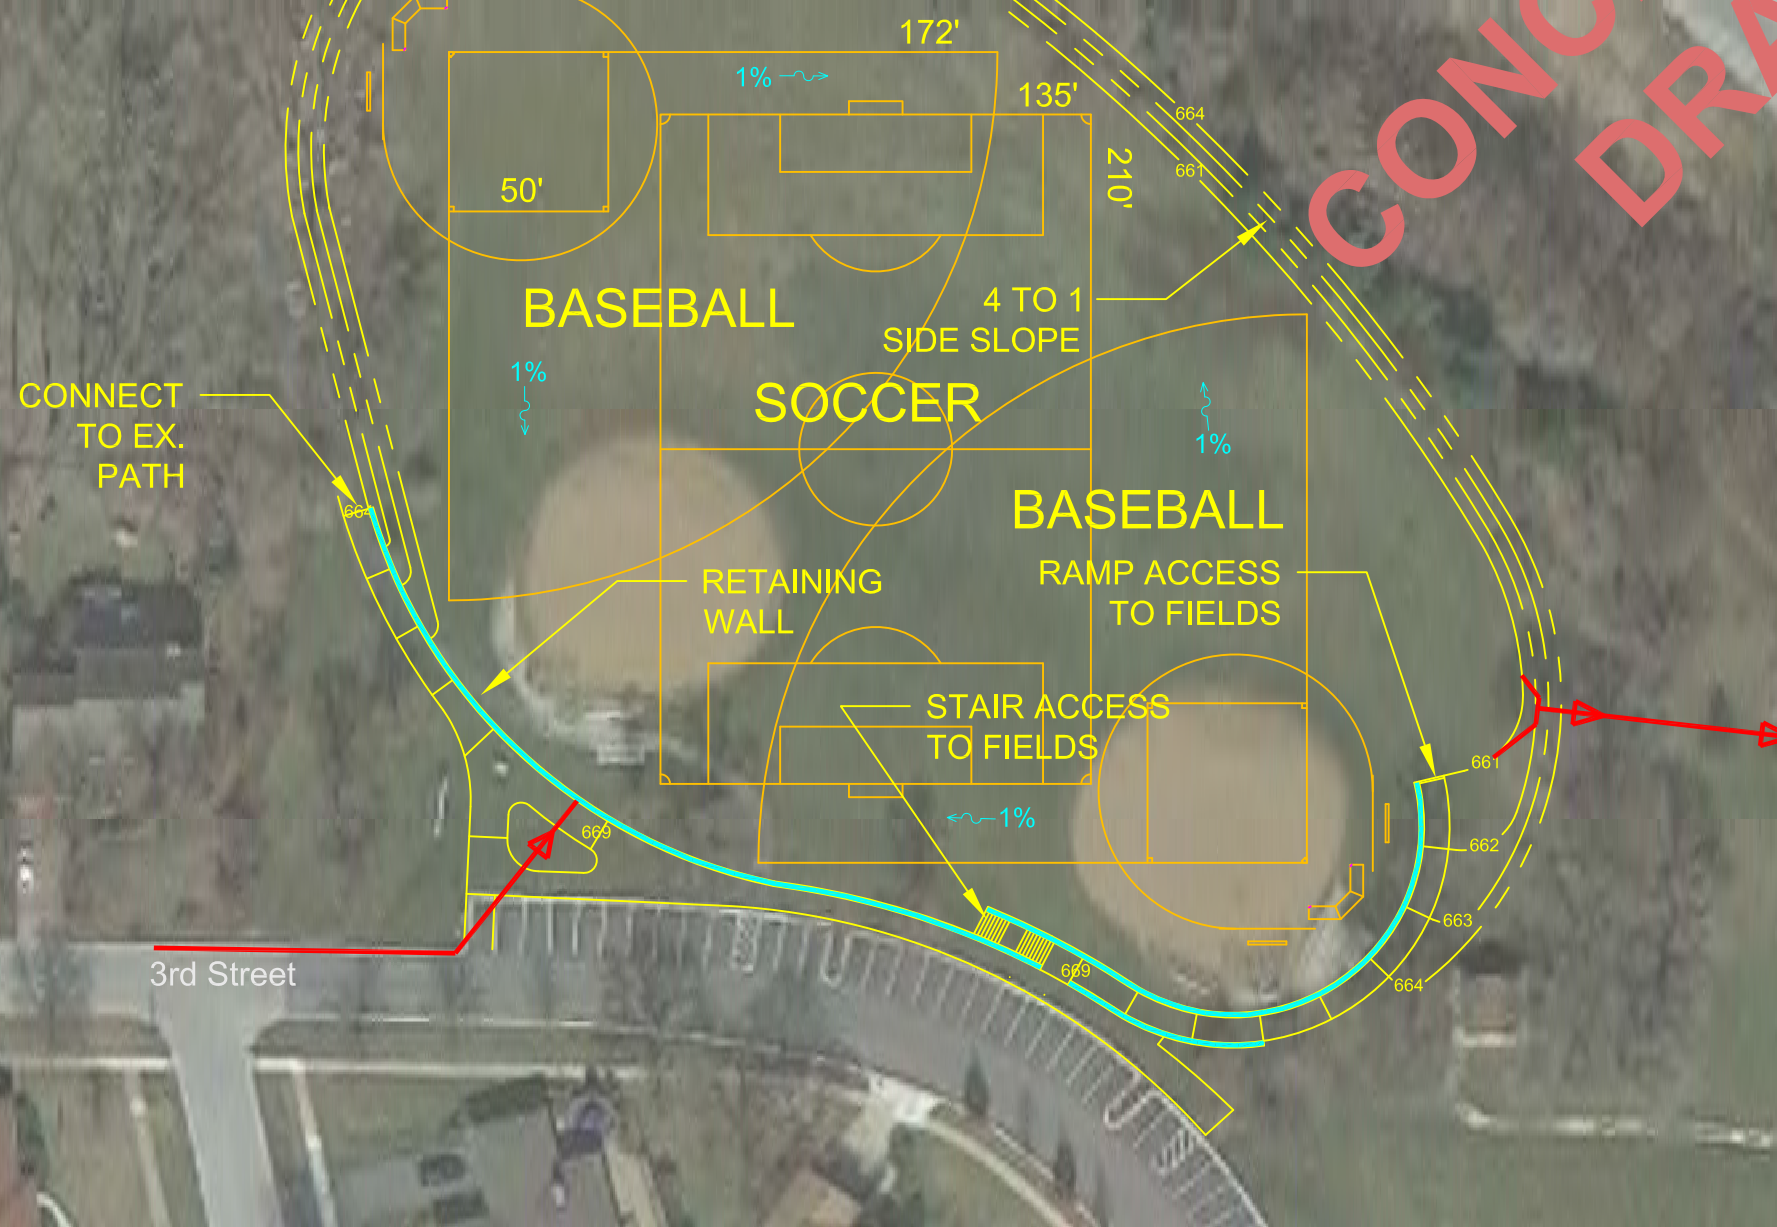 172'
1%
135'
664
661
210'
50'
BASEBALL
4 TO 1
SIDE SLOPE
1%
CONNECT
TO EX.
PATH
SOCCER
1%
BASEBALL
664
RETAINING
WALL
RAMP ACCESS
TO FIELDS
STAIR ACCESS
TO FIELDS
661
1%
669
662
663
669
664
3rd Street